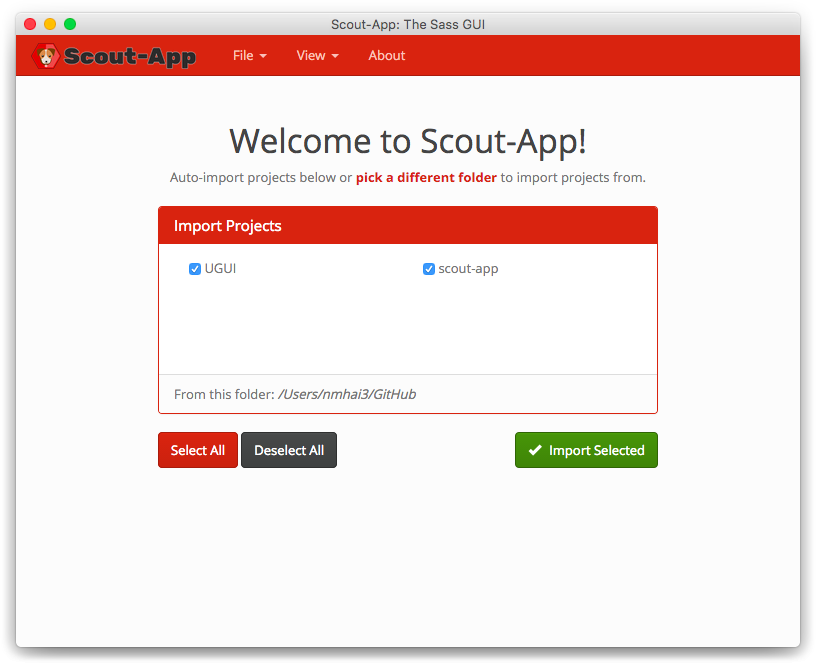 Scout-App: The Sass GUI
Scout-App File View About
Welcome to Scout-App!
Auto-import projects below or pick a different folder to import projects from.
Import Projects
UGUI scout-app
From this folder: /Users/nmhai3/GitHub
Select All Deselect All Import Selected